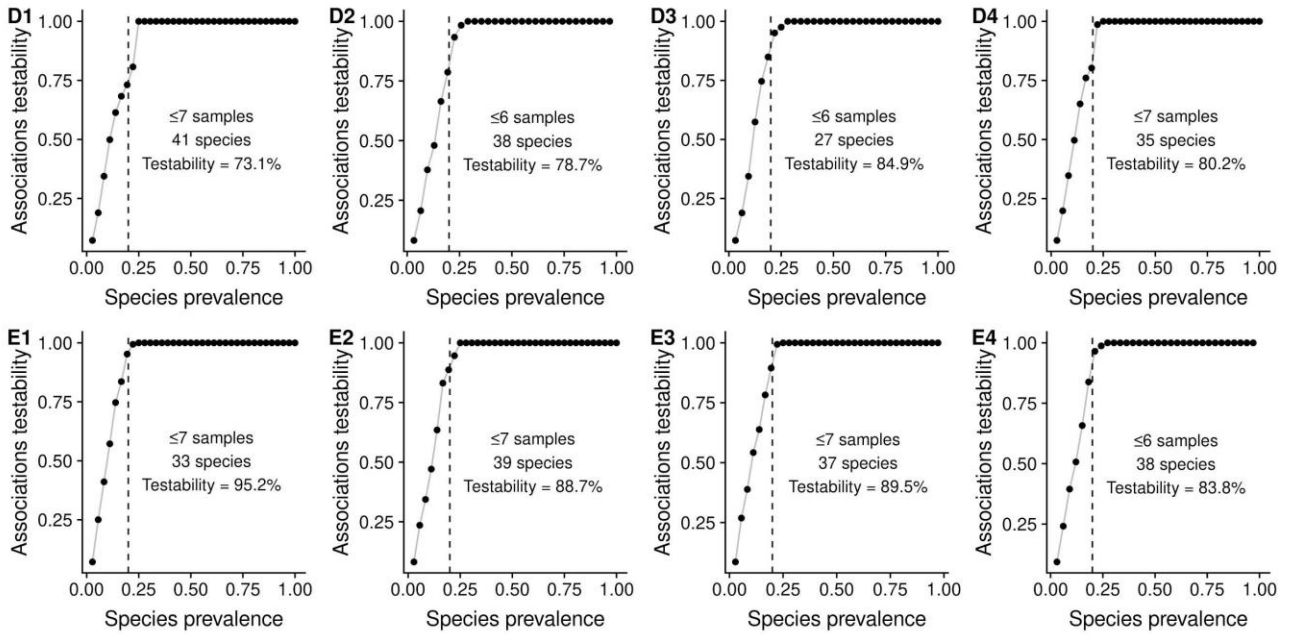 D1
Associations testability
1.00
0.75
0.50
0.25
≤7 samples
41 species
Testability = 73.1%
0.00 0.25 0.50 0.75 1.00
Species prevalence
D2
Associations testability
1.00
0.75
0.50
0.25
≤6 samples
38 species
Testability = 78.7%
0.00 0.25 0.50 0.75 1.00
Species prevalence
D3
Associations testability
1.00
0.75
0.50
0.25
≤6 samples
27 species
Testability = 84.9%
0.00 0.25 0.50 0.75 1.00
Species prevalence
D4
Associations testability
1.00
0.75
0.50
0.25
≤7 samples
35 species
Testability = 80.2%
0.00 0.25 0.50 0.75 1.00
Species prevalence
E1
Associations testability
1.00
0.75
0.50
0.25
≤7 samples
33 species
Testability = 95.2%
0.00 0.25 0.50 0.75 1.00
Species prevalence
E2
Associations testability
1.00
0.75
0.50
0.25
≤7 samples
39 species
Testability = 88.7%
0.00 0.25 0.50 0.75 1.00
Species prevalence
E3
Associations testability
1.00
0.75
0.50
0.25
≤7 samples
37 species
Testability = 89.5%
0.00 0.25 0.50 0.75 1.00
Species prevalence
E4
Associations testability
1.00
0.75
0.50
0.25
≤6 samples
38 species
Testability = 83.8%
0.00 0.25 0.50 0.75 1.00
Species prevalence